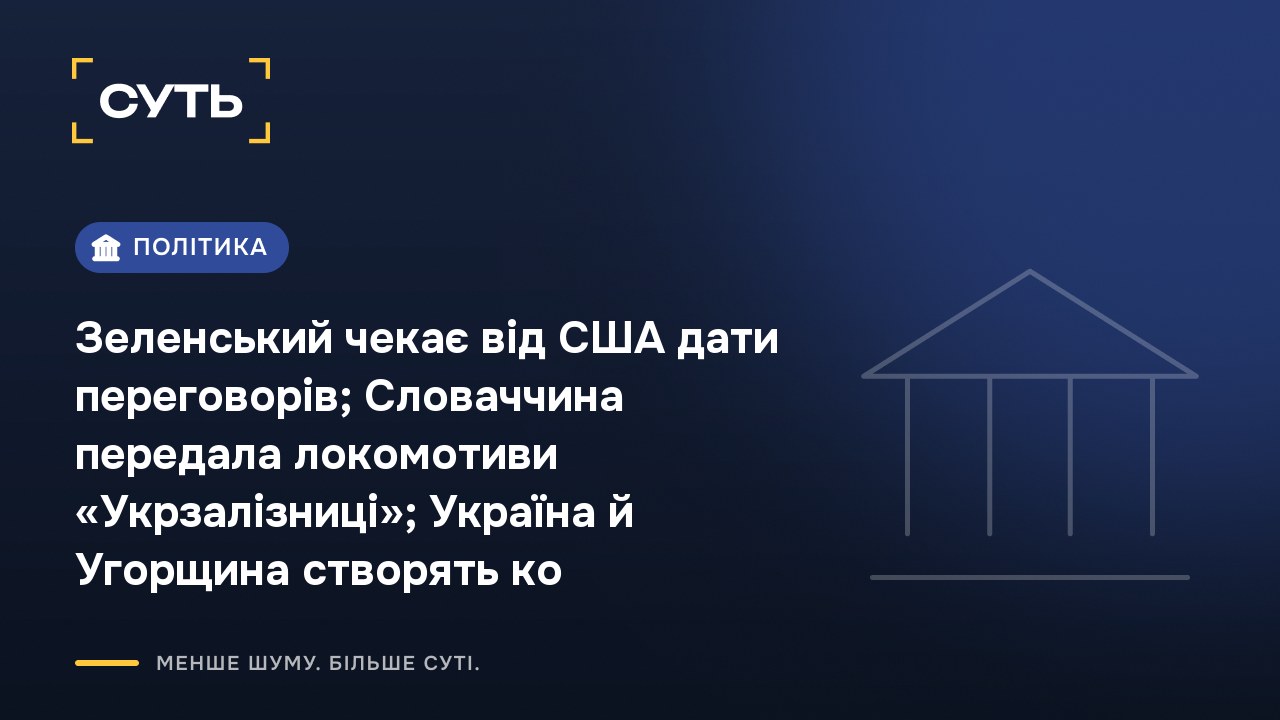 СУТЬ
ПОЛІТИКА
Зеленський чекає від США дати
переговорів; Словаччина
передала локомотиви
«Укрзалізниці»; Україна й
Угорщина створять ко
МЕНШЕ ШУМУ. БІЛЬШЕ СУТІ.